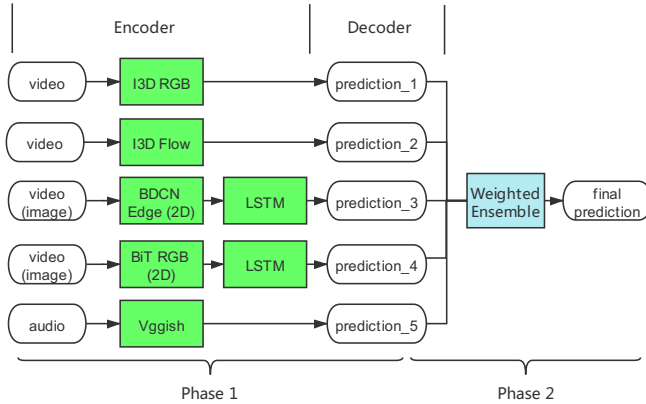 Encoder
Decoder
video
I3D RGB
prediction_1
video
I3D Flow
prediction_2
video
(image)
BDCN
Edge (2D)
LSTM
prediction_3
Weighted
Ensemble
final
prediction
video
(image)
BiT RGB
(2D)
LSTM
prediction_4
audio
Vggish
prediction_5
Phase 1
Phase 2